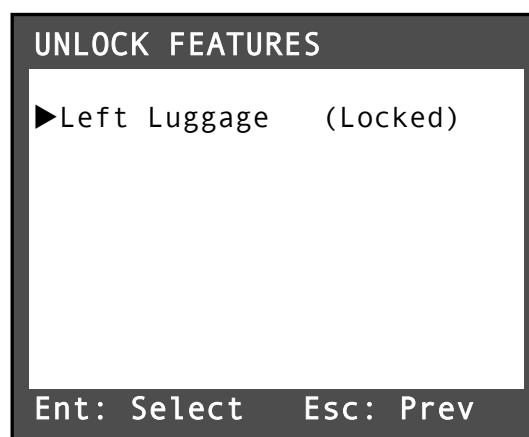 UNLOCK FEATURES
▶Left Luggage (Locked)
Ent: Select Esc: Prev